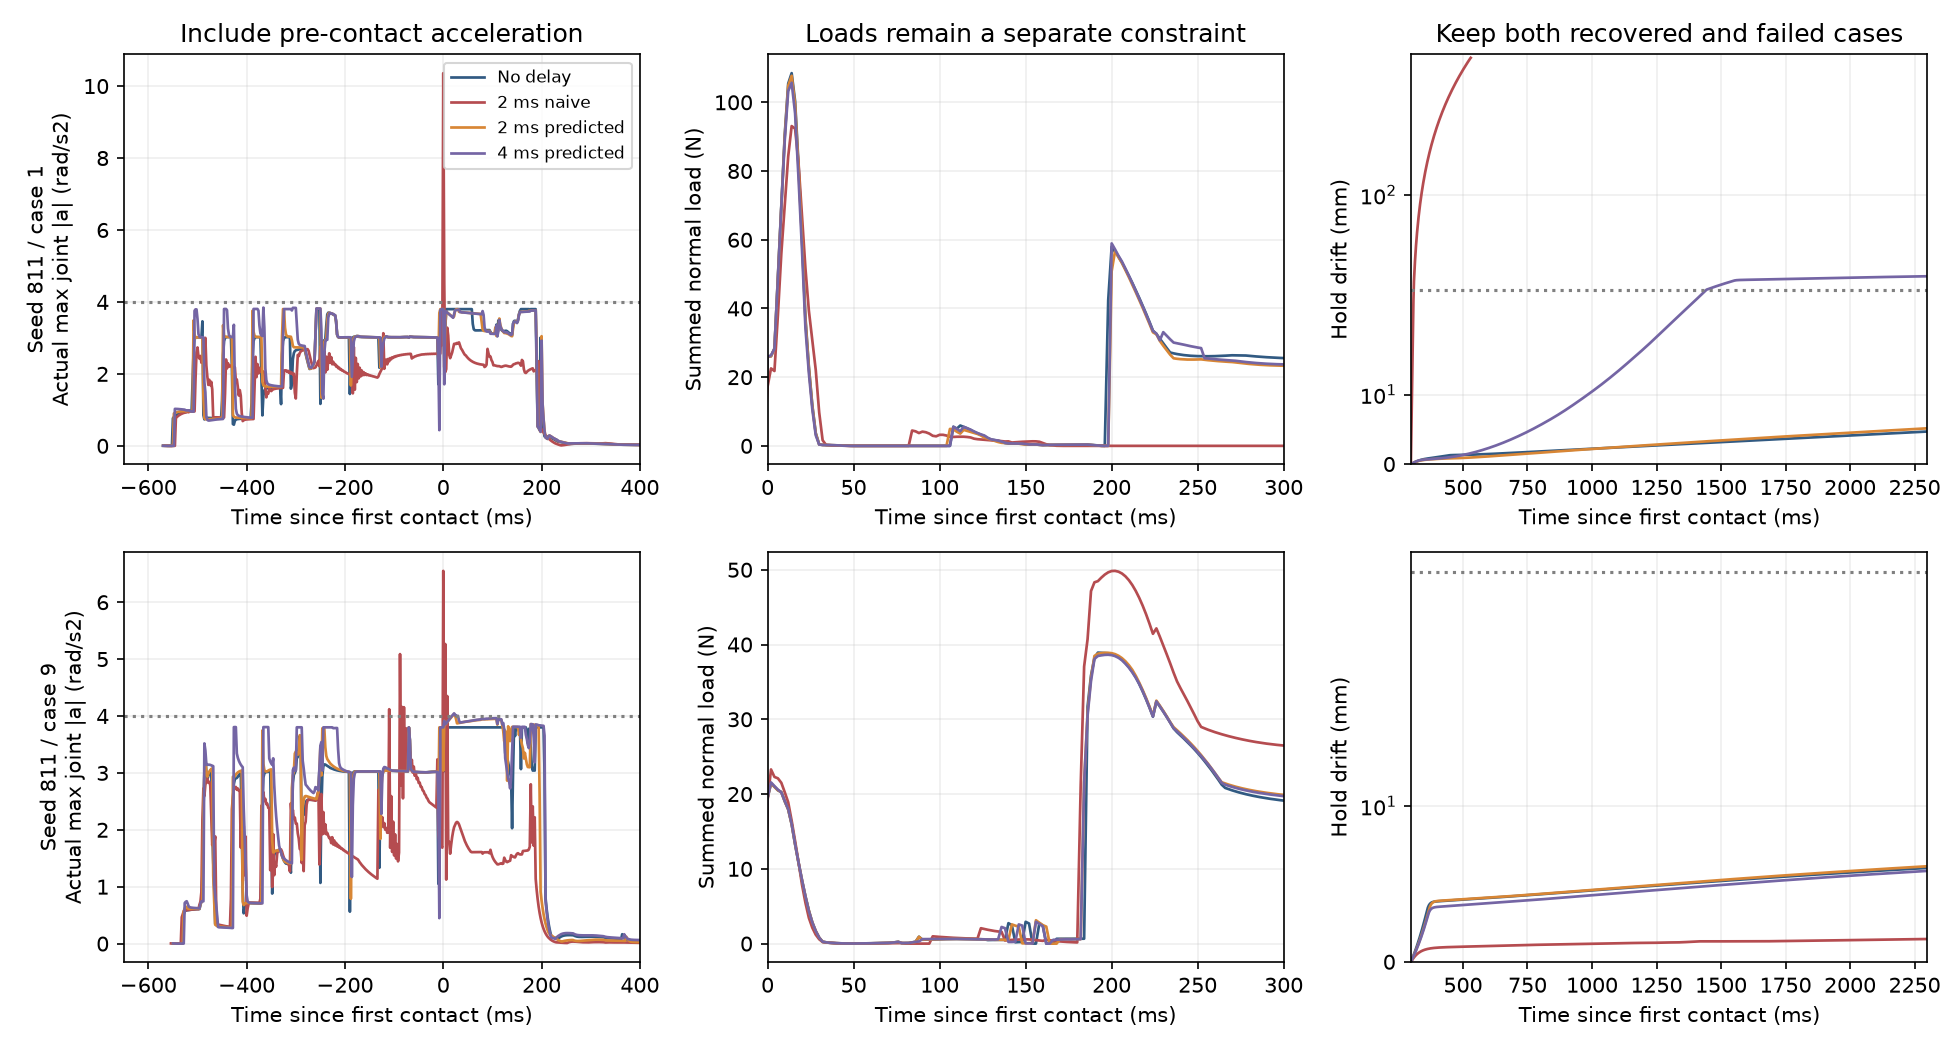 Include pre-contact acceleration
Seed 811 / case 1
Actual max joint |a| (rad/s2)
10
8
6
4
2
0
No delay
2 ms naive
2 ms predicted
4 ms predicted
−600 −400 −200 0 200 400
Time since first contact (ms)
Loads remain a separate constraint
Summed normal load (N)
100
80
60
40
20
0
0 50 100 150 200 250 300
Time since first contact (ms)
Keep both recovered and failed cases
Hold drift (mm)
10²
10¹
0
500 750 1000 1250 1500 1750 2000 2250
Time since first contact (ms)
Seed 811 / case 9
Actual max joint |a| (rad/s2)
6
5
4
3
2
1
0
−600 −400 −200 0 200 400
Time since first contact (ms)
Summed normal load (N)
50
40
30
20
10
0
0 50 100 150 200 250 300
Time since first contact (ms)
Hold drift (mm)
10¹
0
500 750 1000 1250 1500 1750 2000 2250
Time since first contact (ms)